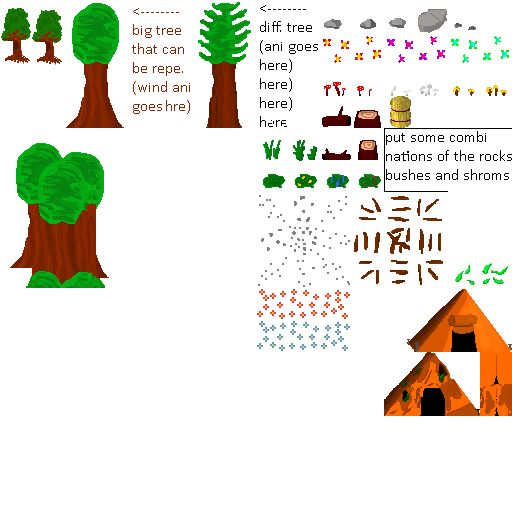 <--------
big tree
that can
be repe.
(wind ani
goes hre)
<--------
diff. tree
(ani goes
here)
here)
here)
here
put some combi
nations of the rocks
bushes and shroms